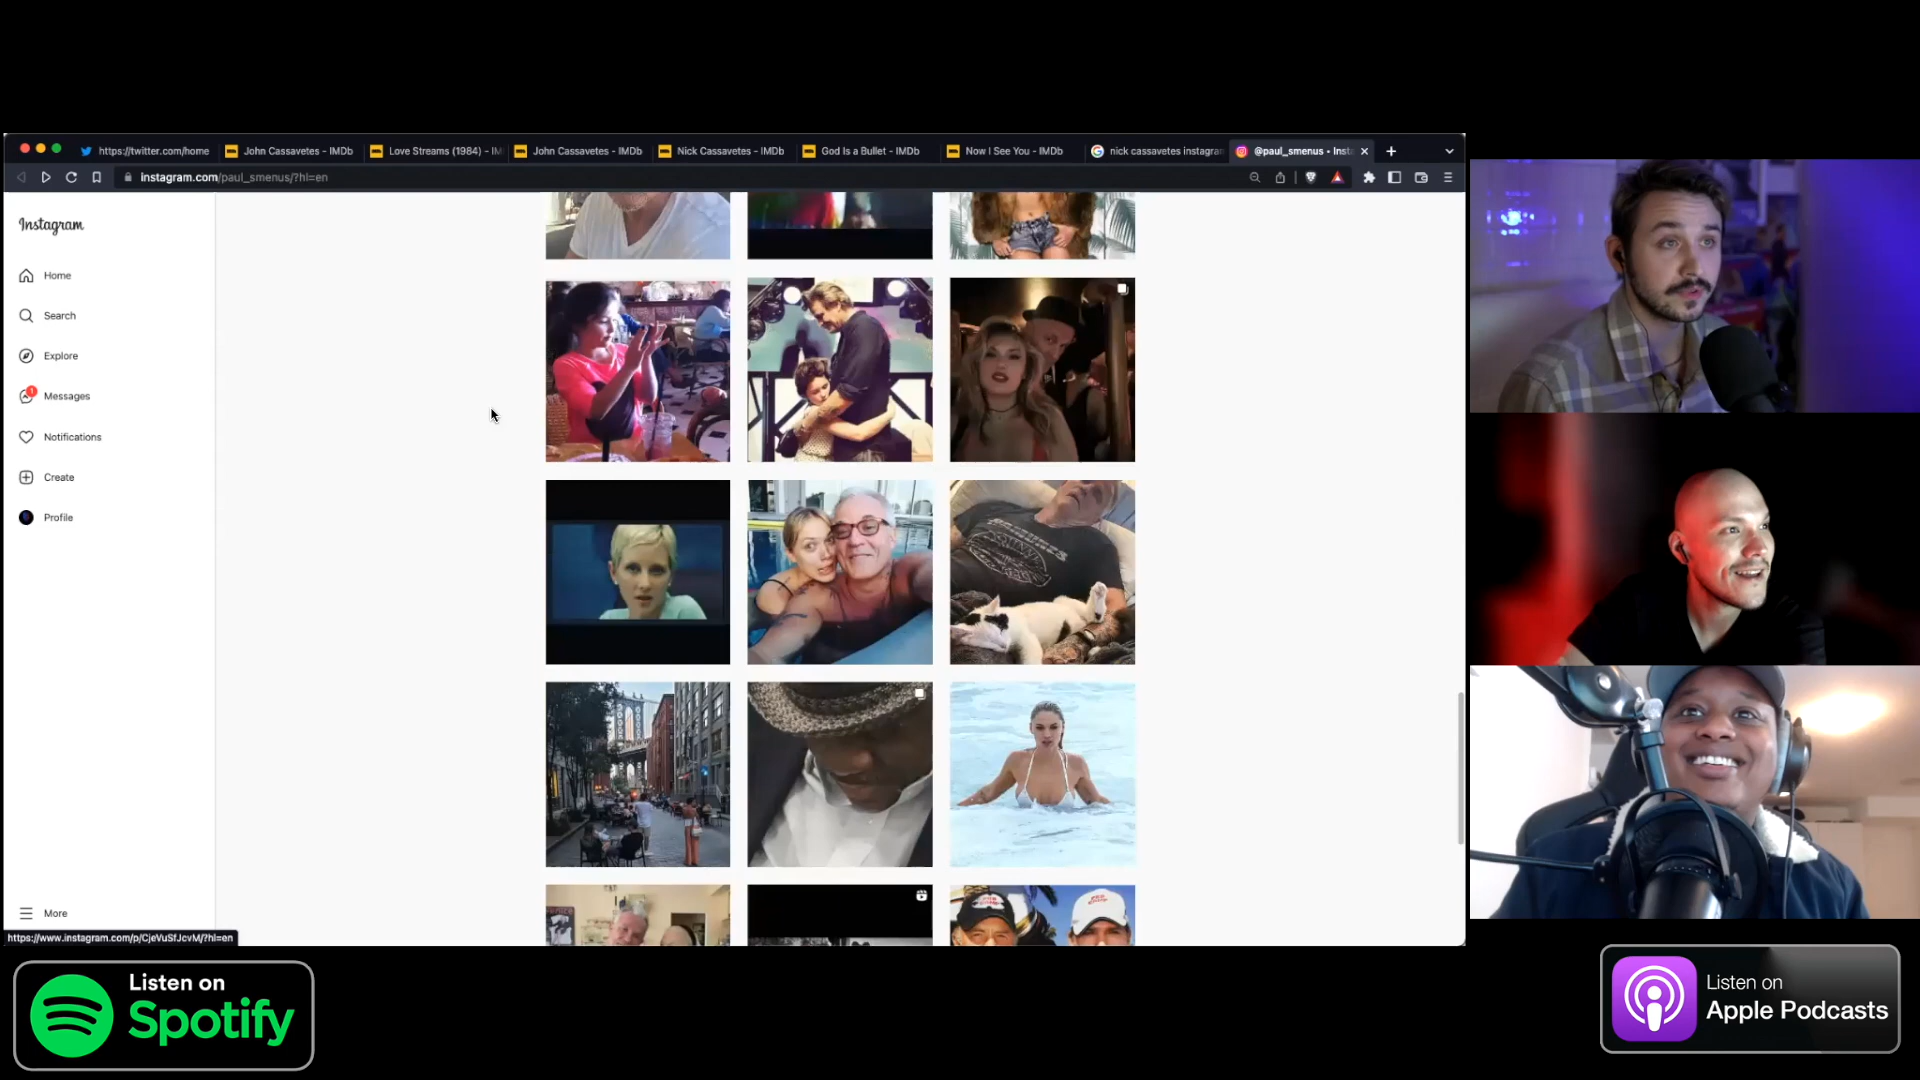 https://twitter.com/home
John Cassavetes - IMDb
Love Streams (1984) - IM
John Cassavetes - IMDb
Nick Cassavetes - IMDb
God Is a Bullet - IMDb
Now I See You - IMDb
nick cassavetes instagram
@paul_smenus • Inst
instagram.com/paul_smenus/?hl=en
Instagram
Home
Search
Explore
1
Messages
Notifications
Create
Profile
More
https://www.instagram.com/p/CjeVuSfJcvM/?hl=en
Listen on
Spotify
Listen on
Apple Podcasts